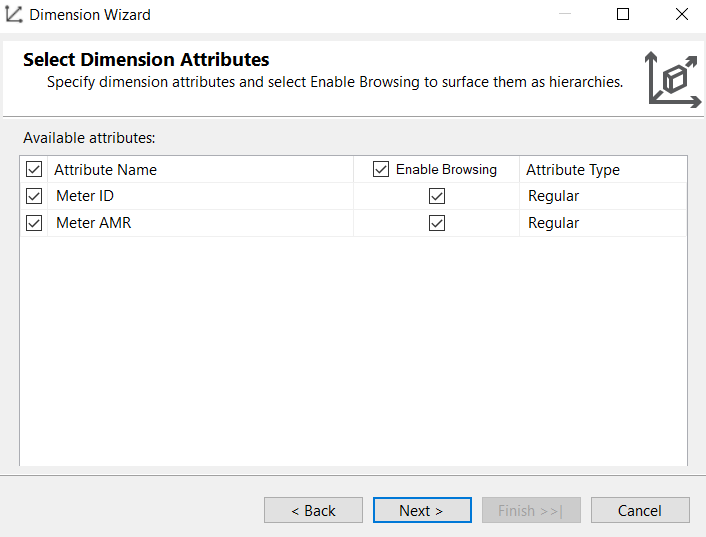 Dimension Wizard
Select Dimension Attributes
Specify dimension attributes and select Enable Browsing to surface them as hierarchies.
Available attributes:
Attribute Name Enable Browsing Attribute Type
Meter ID Regular
Meter AMR Regular
< Back Next > Finish >>| Cancel